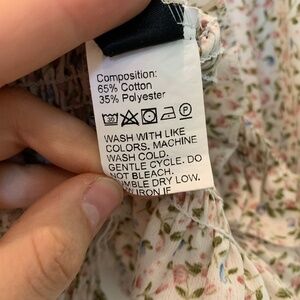 Composition:
65% Cotton
35% Polyester
P
WASH WITH LIKE
COLORS. MACHINE
WASH COLD.
GENTLE CYCLE. DO
NOT BLEACH.
TUMBLE DRY LOW.
IRON IF